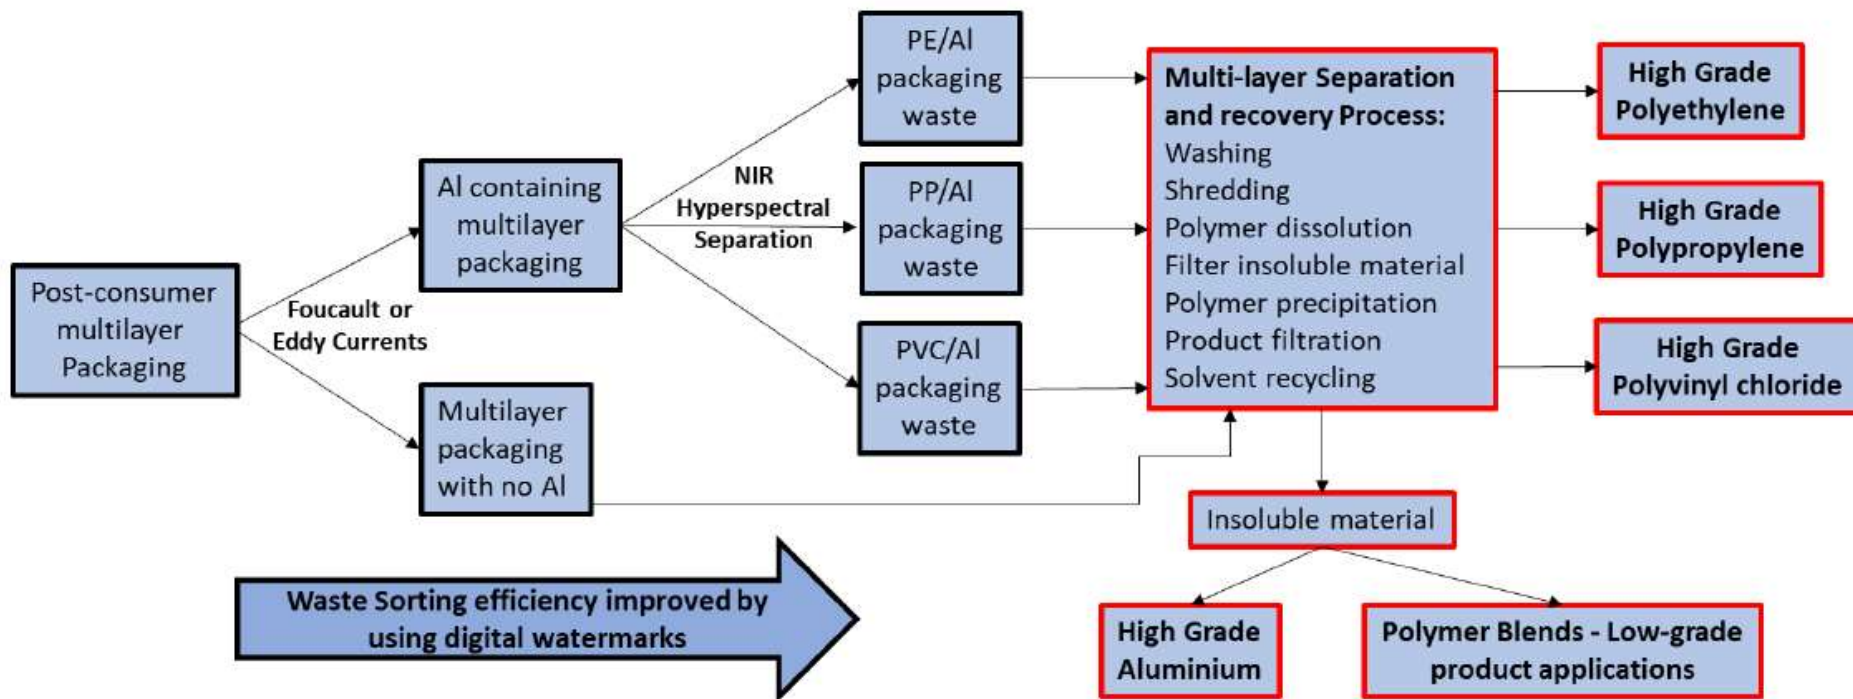 Post-consumer
multilayer
Packaging
Foucault or
Eddy Currents
Al containing
multilayer
packaging
Multilayer
packaging
with no Al
NIR
Hyperspectral
Separation
PE/Al
packaging
waste
PP/Al
packaging
waste
PVC/Al
packaging
waste
Multi-layer Separation
and recovery Process:
Washing
Shredding
Polymer dissolution
Filter insoluble material
Polymer precipitation
Product filtration
Solvent recycling
High Grade
Polyethylene
High Grade
Polypropylene
High Grade
Polyvinyl chloride
Insoluble material
High Grade
Aluminium
Polymer Blends - Low-grade
product applications
Waste Sorting efficiency improved by
using digital watermarks